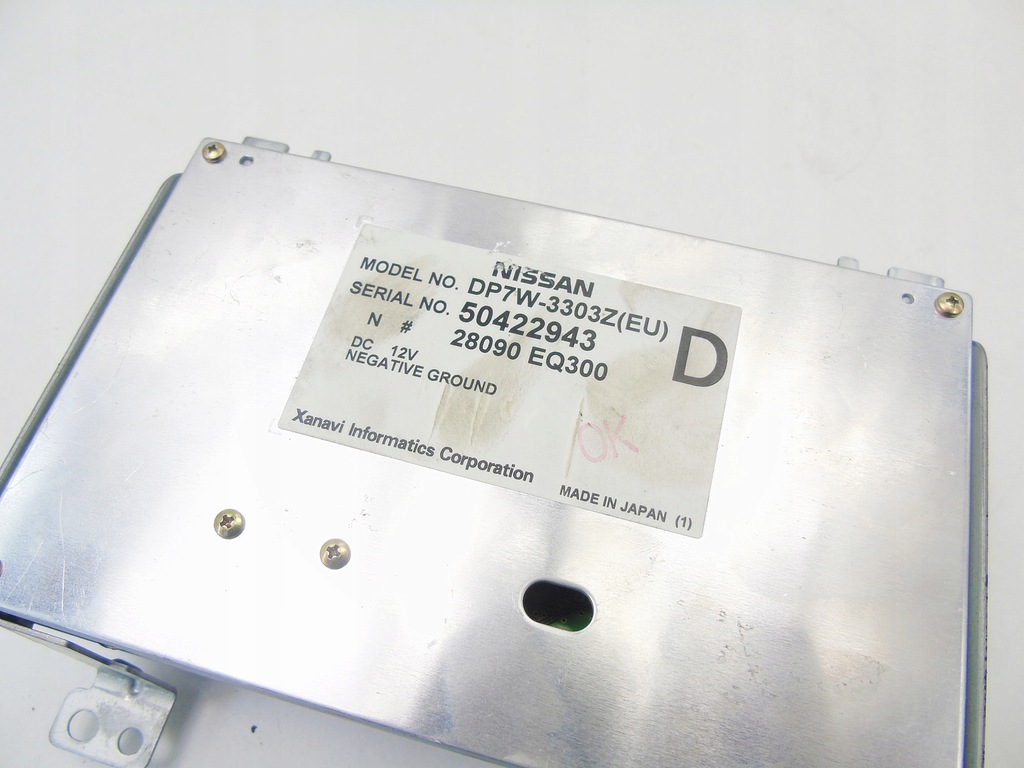 NISSAN
MODEL NO. DP7W-3303Z(EU)
SERIAL NO. 50422943
N # 28090 EQ300
D
DC 12V
NEGATIVE GROUND
OK
Xanavi Informatics Corporation
MADE IN JAPAN (1)